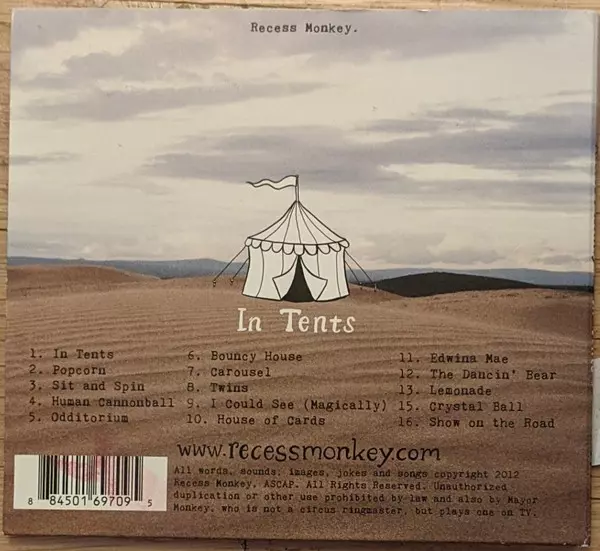 Recess Monkey.
In Tents
1. In Tents
2. Popcorn
3. Sit and Spin
4. Human Cannonball
5. Odditorium
6. Bouncy House
7. Carousel
8. Twins
9. I Could See (Magically)
10. House of Cards
11. Edwina Mae
12. The Dancin' Bear
13. Lemonade
15. Crystal Ball
16. Show on the Road
www.recessmonkey.com
All words, sounds, images, jokes and songs copyright 2012
Recess Monkey, ASCAP. All Rights Reserved. Unauthorized
duplication or other use prohibited by law and also by Mayor
Monkey, who is not a circus ringmaster, but plays one on TV.
8 84501 69709 5